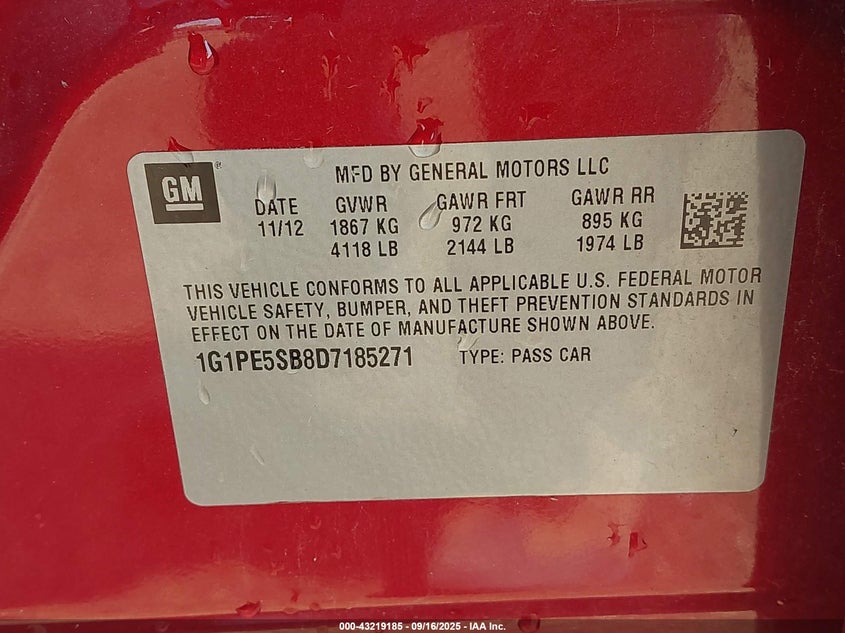 GM®
MFD BY GENERAL MOTORS LLC
DATE GVWR GAWR FRT GAWR RR
11/12 1867 KG 972 KG 895 KG
4118 LB 2144 LB 1974 LB
THIS VEHICLE CONFORMS TO ALL APPLICABLE U.S. FEDERAL MOTOR
VEHICLE SAFETY, BUMPER, AND THEFT PREVENTION STANDARDS IN
EFFECT ON THE DATE OF MANUFACTURE SHOWN ABOVE.
1G1PE5SB8D7185271 TYPE: PASS CAR
000-43219185 - 09/16/2025 - IAA Inc.